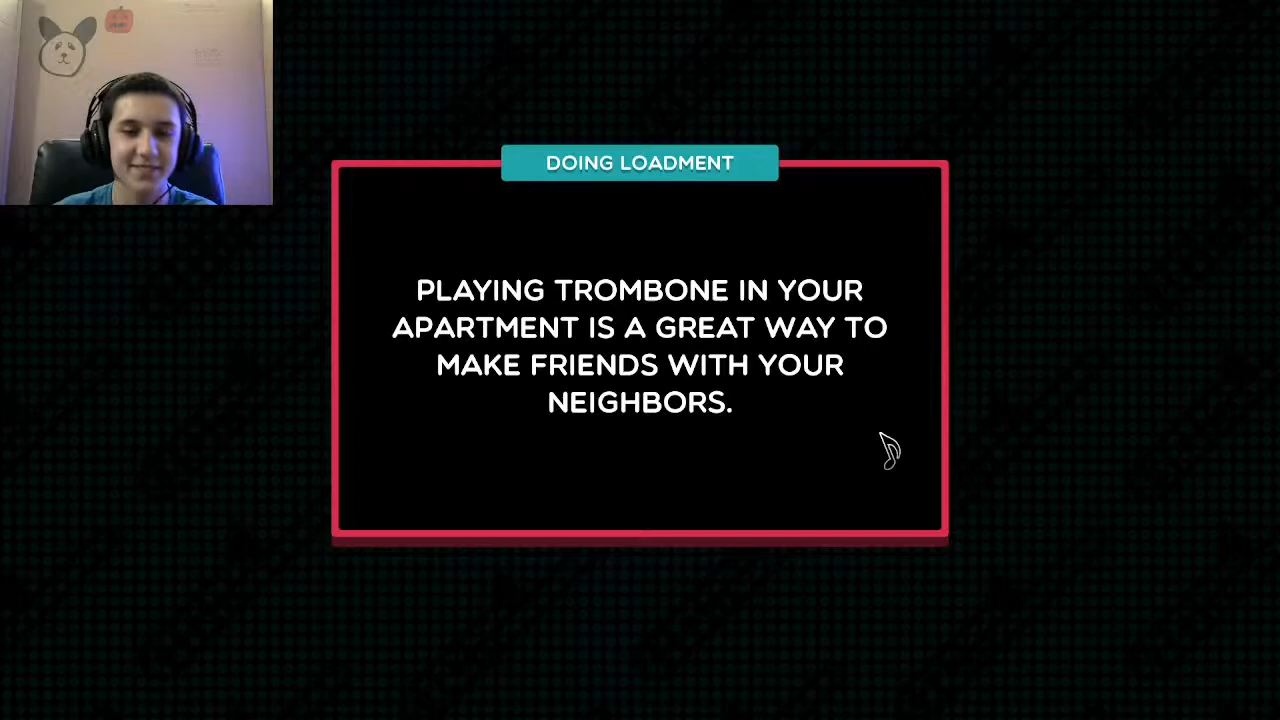 DOING LOADMENT
PLAYING TROMBONE IN YOUR
APARTMENT IS A GREAT WAY TO
MAKE FRIENDS WITH YOUR
NEIGHBORS.